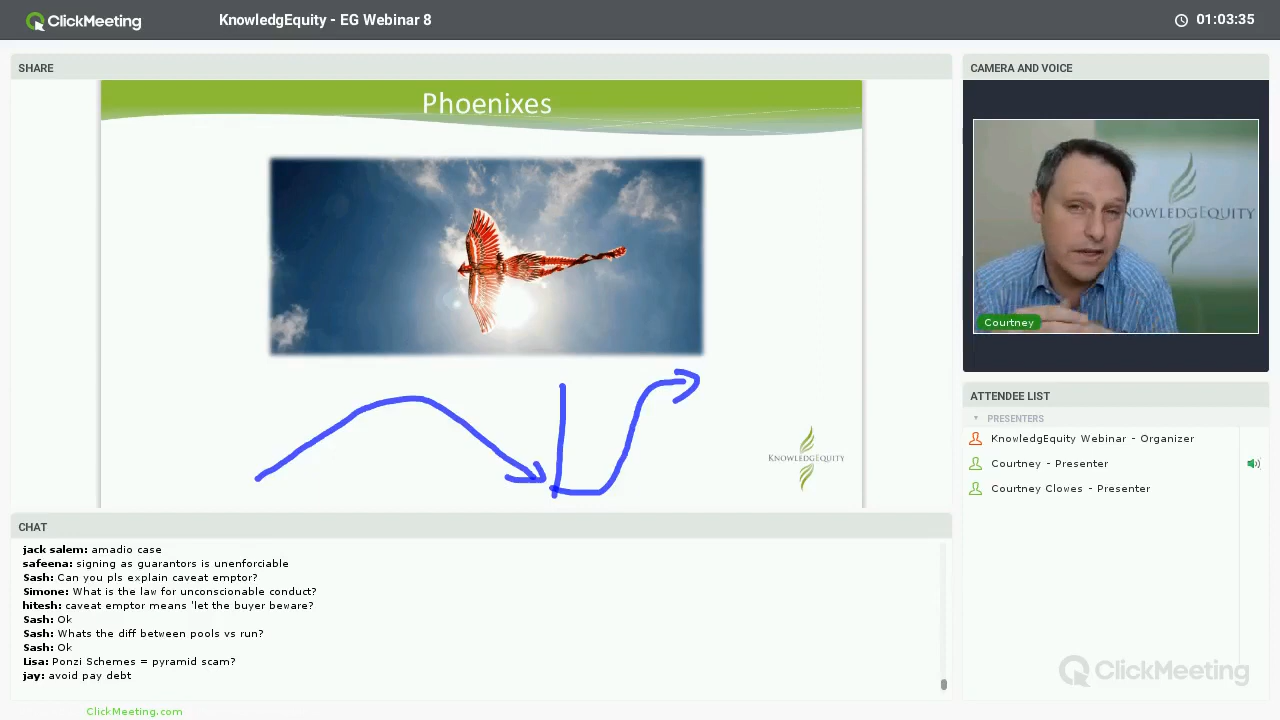 ClickMeeting
KnowledgEquity - EG Webinar 8
01:03:35
SHARE
Phoenixes
KNOWLEDGEQUITY
CAMERA AND VOICE
NOWLEDGEQUITY
Courtney
ATTENDEE LIST
PRESENTERS
KnowledgEquity Webinar - Organizer
Courtney - Presenter
Courtney Clowes - Presenter
CHAT
jack salem: amadio case
safeena: signing as guarantors is unenforciable
Sash: Can you pls explain caveat emptor?
Simone: What is the law for unconscionable conduct?
hitesh: caveat emptor means 'let the buyer beware?
Sash: Ok
Sash: Whats the diff between pools vs run?
Sash: Ok
Lisa: Ponzi Schemes = pyramid scam?
jay: avoid pay debt
ClickMeeting
ClickMeeting.com